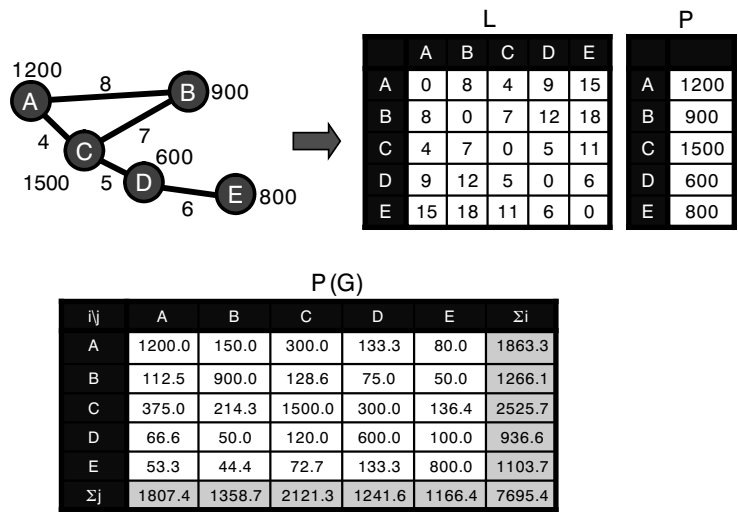 L P
A B C D E
A 0 8 4 9 15 A 1200
B 8 0 7 12 18 B 900
C 4 7 0 5 11 C 1500
D 9 12 5 0 6 D 600
E 15 18 11 6 0 E 800
1200
A 8 B 900
4 7
C 600
1500 5 D E 800
6
P(G)
i\j A B C D E Σi
A 1200.0 150.0 300.0 133.3 80.0 1863.3
B 112.5 900.0 128.6 75.0 50.0 1266.1
C 375.0 214.3 1500.0 300.0 136.4 2525.7
D 66.6 50.0 120.0 600.0 100.0 936.6
E 53.3 44.4 72.7 133.3 800.0 1103.7
Σj 1807.4 1358.7 2121.3 1241.6 1166.4 7695.4